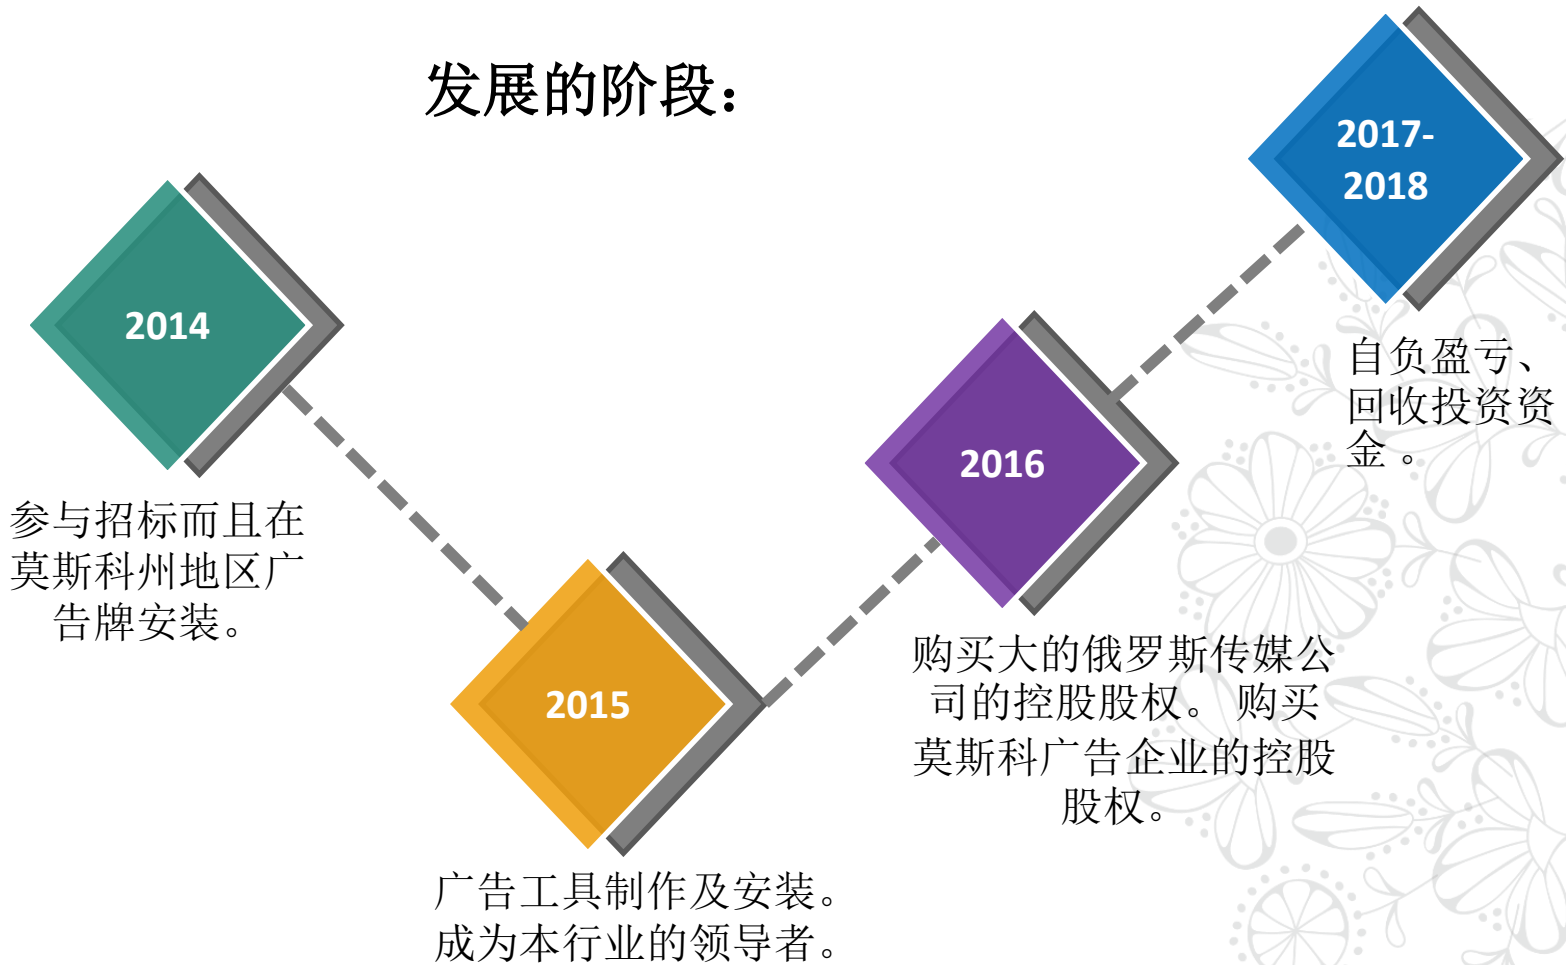 发展的阶段：
2014
参与招标而且在
莫斯科州地区广
告牌安装。
2015
广告工具制作及安装。
成为本行业的领导者。
2016
购买大的俄罗斯传媒公
司的控股股权。 购买
莫斯科广告企业的控股
股权。
2017-
2018
自负盈亏、
回收投资资
金 。